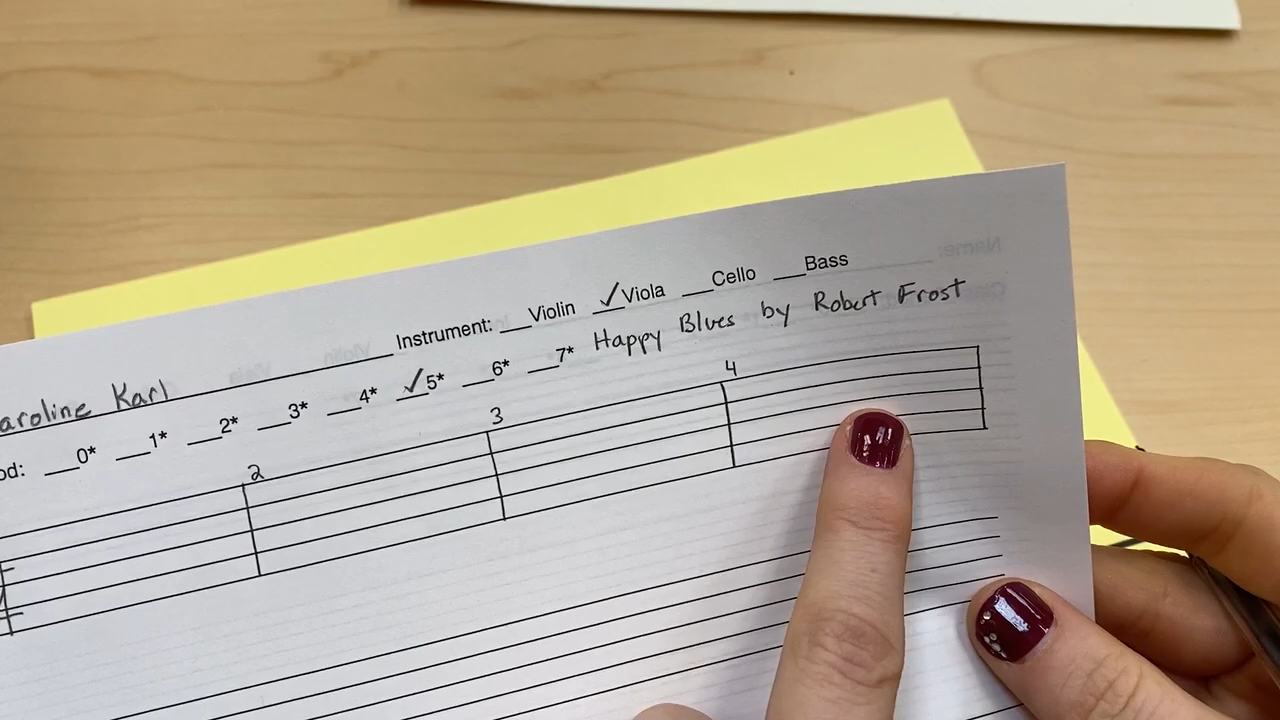 Instrument: ___Violin ✓Viola ___Cello ___Bass
aroline Karl
od: ___0* ___1* ___2* ___3* ___4* ✓5* ___6* ___7* Happy Blues by Robert Frost
2 3 4
Name: